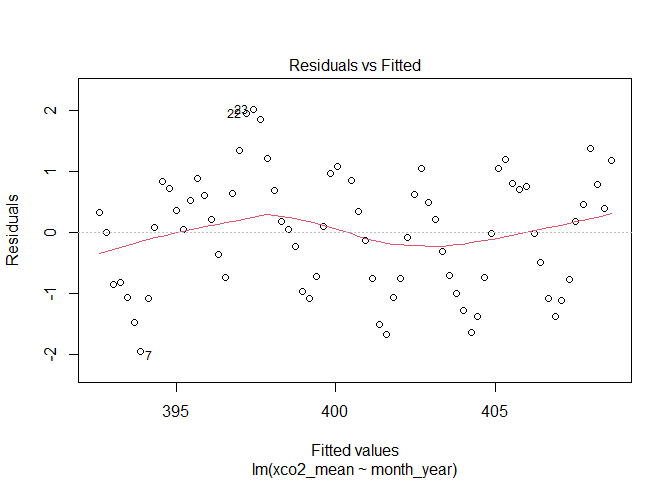 Residuals vs Fitted
Residuals
2
1
0
-1
-2
22
23
7
395
400
405
Fitted values
lm(xco2_mean ~ month_year)